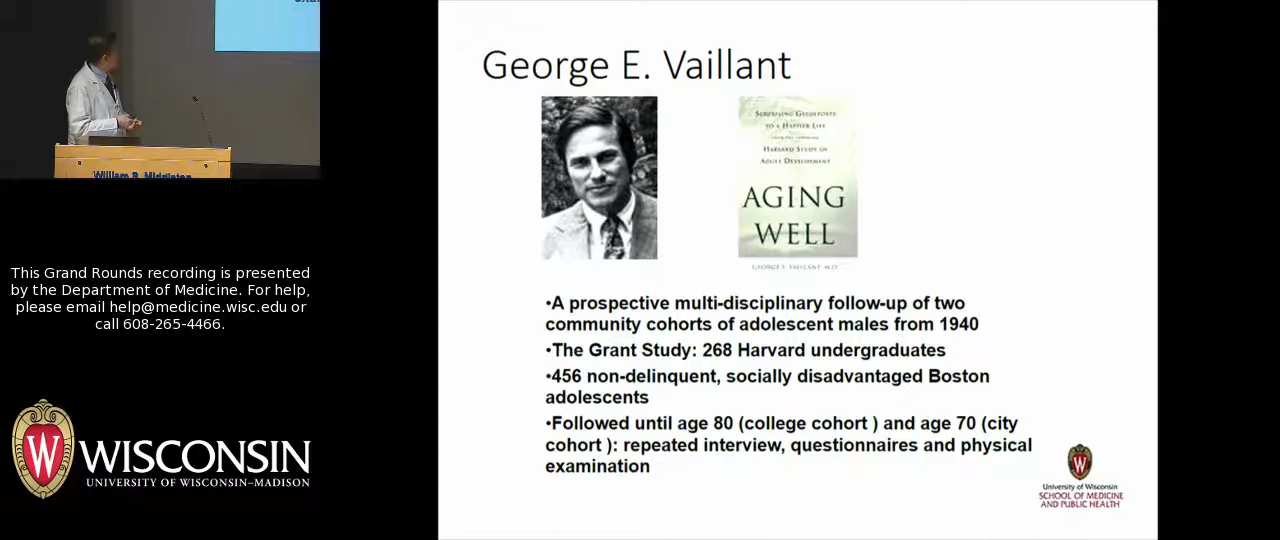 William S. Middleton
This Grand Rounds recording is presented
by the Department of Medicine. For help,
please email help@medicine.wisc.edu or
call 608-265-4466.
WISCONSIN
UNIVERSITY OF WISCONSIN–MADISON
George E. Vaillant
SURPRISING GUIDEPOSTS
TO A HAPPIER LIFE
HARVARD STUDY OF
ADULT DEVELOPMENT
AGING
WELL
GEORGE E. VAILLANT, M.D.
•A prospective multi-disciplinary follow-up of two
community cohorts of adolescent males from 1940
•The Grant Study: 268 Harvard undergraduates
•456 non-delinquent, socially disadvantaged Boston
adolescents
•Followed until age 80 (college cohort ) and age 70 (city
cohort ): repeated interview, questionnaires and physical
examination
University of Wisconsin
SCHOOL OF MEDICINE
AND PUBLIC HEALTH